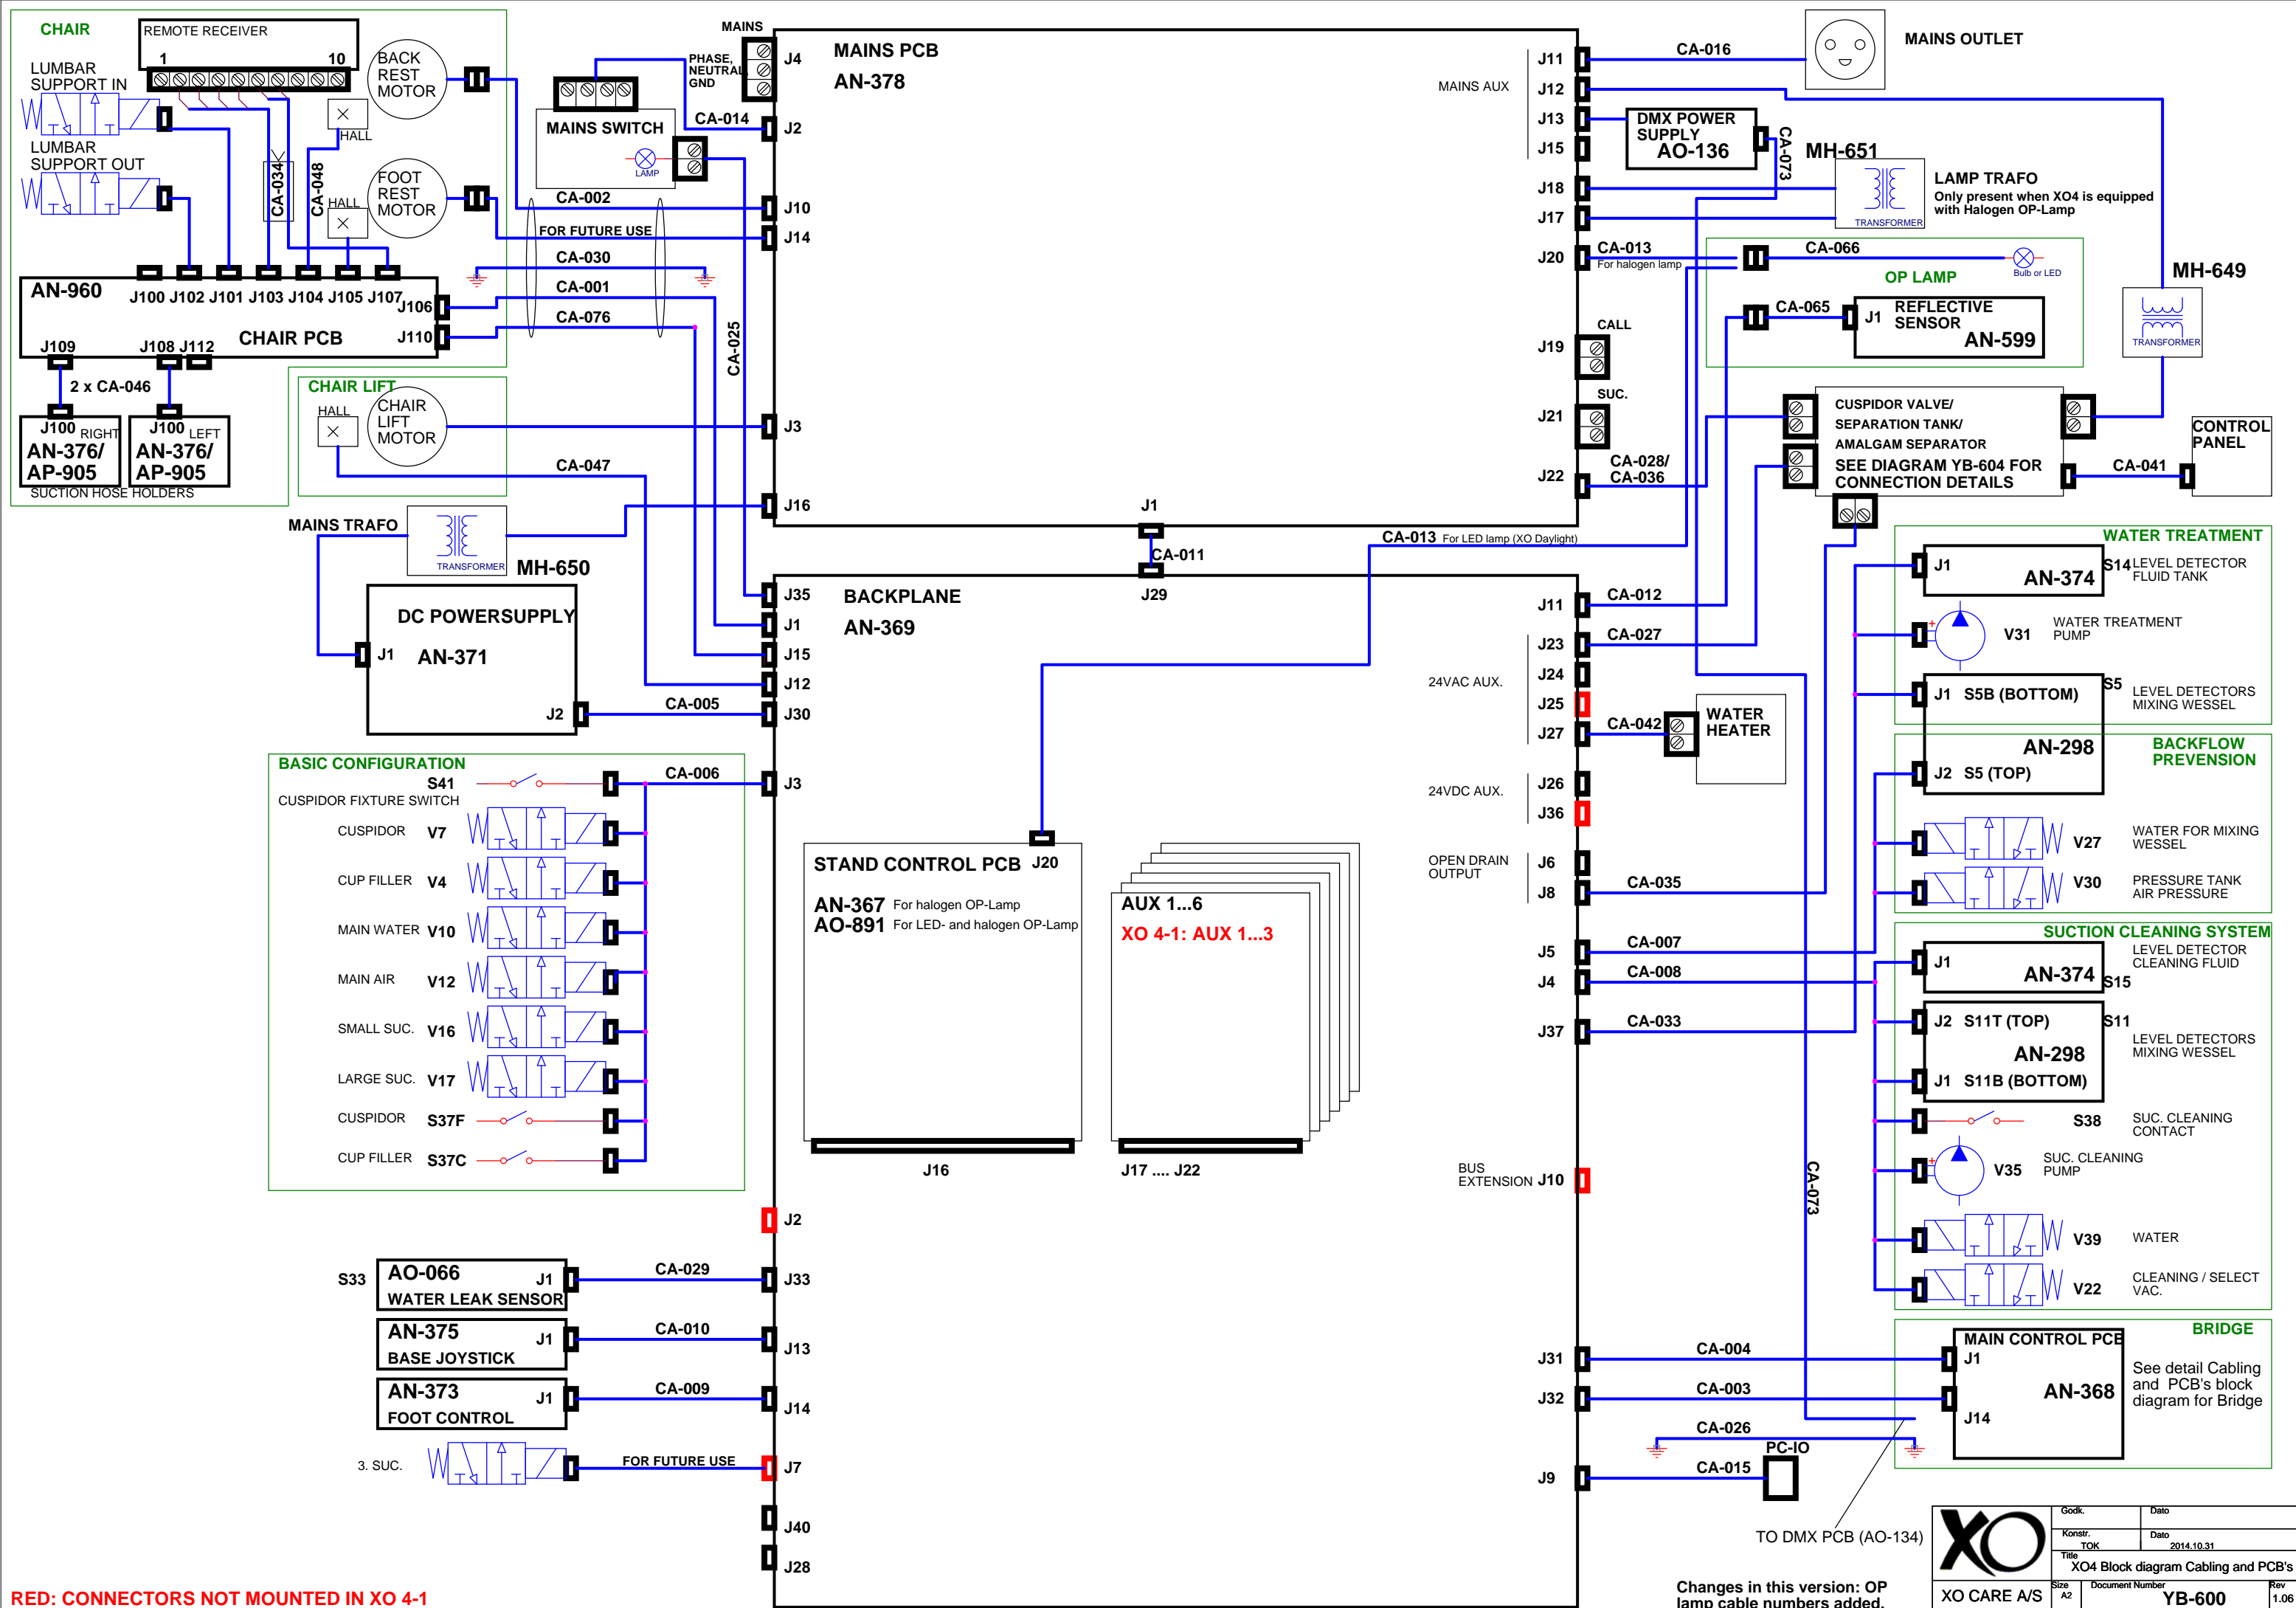 CHAIR
REMOTE RECEIVER
1
10
LUMBAR
SUPPORT IN
LUMBAR
SUPPORT OUT
BACK
REST
MOTOR
HALL
CA-034
CA-048
HALL
FOOT
REST
MOTOR
AN-960
J100 J102 J101 J103 J104 J105 J107
J106
CHAIR PCB
J110
J109
J108 J112
2 x CA-046
J100 RIGHT
AN-376/
AP-905
J100 LEFT
AN-376/
AP-905
SUCTION HOSE HOLDERS
CHAIR LIFT
HALL
CHAIR
LIFT
MOTOR
MAINS
PHASE,
NEUTRAL,
GND
MAINS SWITCH
LAMP
CA-014
CA-002
FOR FUTURE USE
CA-030
CA-001
CA-076
CA-025
CA-047
MAINS TRAFO
TRANSFORMER
MH-650
DC POWERSUPPLY
J1
AN-371
J2
CA-005
MAINS PCB
AN-378
J4
J2
J10
J14
J3
J16
J1
MAINS AUX
J11
J12
J13
J15
J18
J17
J20
CALL
J19
SUC.
J21
J22
CA-016
MAINS OUTLET
DMX POWER
SUPPLY
AO-136
CA-073
MH-651
TRANSFORMER
LAMP TRAFO
Only present when XO4 is equipped
with Halogen OP-Lamp
CA-013
For halogen lamp
CA-066
Bulb or LED
OP LAMP
CA-065
J1
REFLECTIVE
SENSOR
AN-599
MH-649
TRANSFORMER
CA-028/
CA-036
CUSPIDOR VALVE/
SEPARATION TANK/
AMALGAM SEPARATOR
SEE DIAGRAM YB-604 FOR
CONNECTION DETAILS
CA-041
CONTROL
PANEL
CA-011
CA-013 For LED lamp (XO Daylight)
J29
BACKPLANE
AN-369
J35
J1
J15
J12
J30
J3
J2
J33
J13
J14
J7
J40
J28
BASIC CONFIGURATION
S41
CUSPIDOR FIXTURE SWITCH
CUSPIDOR V7
CUP FILLER V4
MAIN WATER V10
MAIN AIR V12
SMALL SUC. V16
LARGE SUC. V17
CUSPIDOR S37F
CUP FILLER S37C
CA-006
S33
AO-066
J1
WATER LEAK SENSOR
CA-029
AN-375
J1
BASE JOYSTICK
CA-010
AN-373
J1
FOOT CONTROL
CA-009
3. SUC.
FOR FUTURE USE
STAND CONTROL PCB J20
AN-367 For halogen OP-Lamp
AO-891 For LED- and halogen OP-Lamp
J16
AUX 1...6
XO 4-1: AUX 1...3
J17 .... J22
J11
J23
J24
24VAC AUX.
J25
J27
J26
24VDC AUX.
J36
OPEN DRAIN
OUTPUT
J6
J8
J5
J4
J37
BUS
EXTENSION J10
J31
J32
J9
CA-012
CA-027
CA-042
WATER
HEATER
CA-035
CA-007
CA-008
CA-033
CA-073
CA-004
CA-003
CA-026
CA-015
PC-IO
TO DMX PCB (AO-134)
WATER TREATMENT
J1
AN-374
S14
LEVEL DETECTOR
FLUID TANK
V31
WATER TREATMENT
PUMP
J1 S5B (BOTTOM)
S5
LEVEL DETECTORS
MIXING WESSEL
AN-298
BACKFLOW
PREVENSION
J2 S5 (TOP)
V27
WATER FOR MIXING
WESSEL
V30
PRESSURE TANK
AIR PRESSURE
SUCTION CLEANING SYSTEM
J1
AN-374
S15
LEVEL DETECTOR
CLEANING FLUID
J2 S11T (TOP)
S11
AN-298
LEVEL DETECTORS
MIXING WESSEL
J1 S11B (BOTTOM)
S38
SUC. CLEANING
CONTACT
V35
SUC. CLEANING
PUMP
V39
WATER
V22
CLEANING / SELECT
VAC.
BRIDGE
MAIN CONTROL PCB
J1
AN-368
J14
See detail Cabling
and PCB's block
diagram for Bridge
RED: CONNECTORS NOT MOUNTED IN XO 4-1
Changes in this version: OP
lamp cable numbers added.
XO
XO CARE A/S
Godk.
Dato
Konstr.
TOK
Dato
2014.10.31
Title
XO4 Block diagram Cabling and PCB's
Size
A2
Document Number
YB-600
Rev
1.06